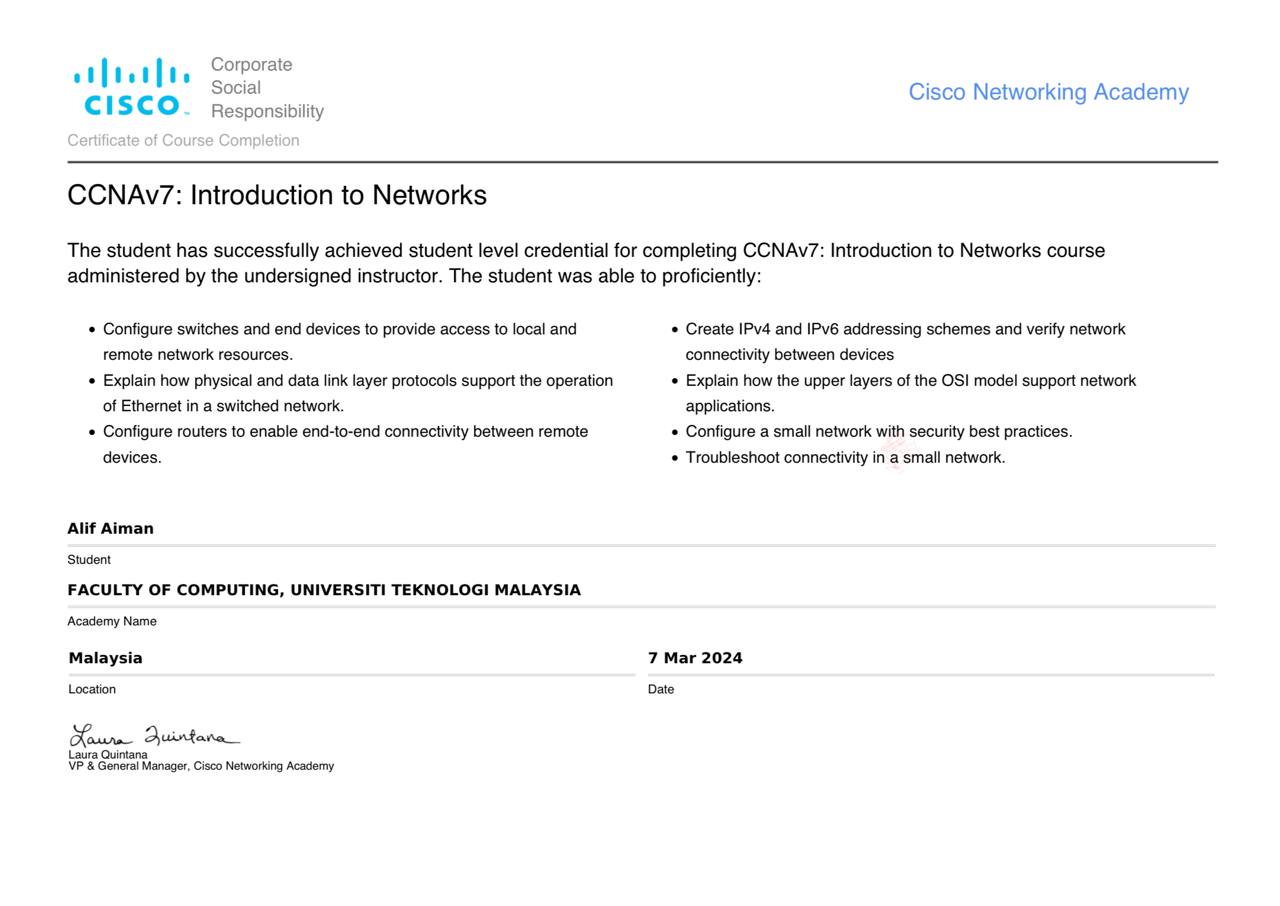 Corporate
Social
Responsibility
CISCO™
Cisco Networking Academy
Certificate of Course Completion
CCNAv7: Introduction to Networks
The student has successfully achieved student level credential for completing CCNAv7: Introduction to Networks course
administered by the undersigned instructor. The student was able to proficiently:
• Configure switches and end devices to provide access to local and
remote network resources.
• Explain how physical and data link layer protocols support the operation
of Ethernet in a switched network.
• Configure routers to enable end-to-end connectivity between remote
devices.
• Create IPv4 and IPv6 addressing schemes and verify network
connectivity between devices
• Explain how the upper layers of the OSI model support network
applications.
• Configure a small network with security best practices.
• Troubleshoot connectivity in a small network.
Alif Aiman
Student
FACULTY OF COMPUTING, UNIVERSITI TEKNOLOGI MALAYSIA
Academy Name
Malaysia
Location
7 Mar 2024
Date
Laura Quintana
Laura Quintana
VP & General Manager, Cisco Networking Academy